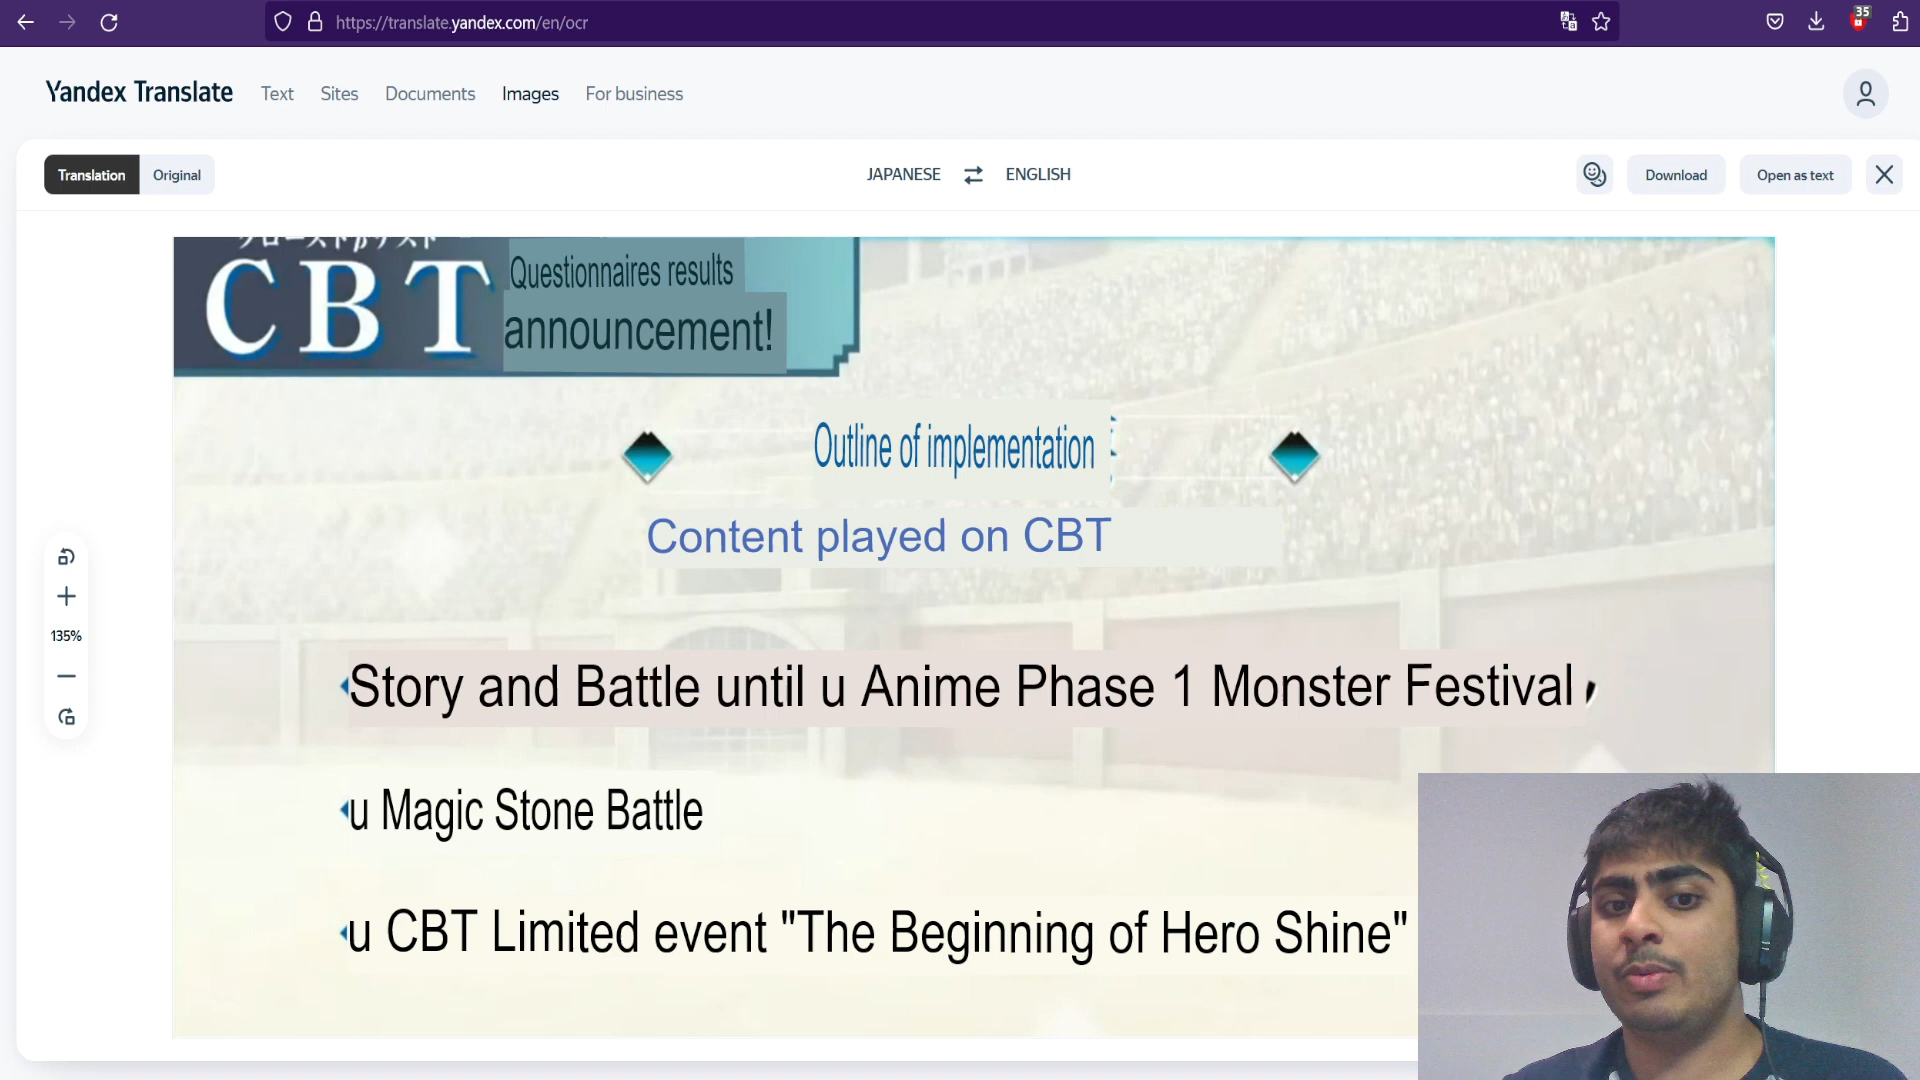 https://translate.yandex.com/en/ocr
35
Yandex Translate Text Sites Documents Images For business
Translation Original JAPANESE ENGLISH Download Open as text
CBT
Questionnaires results
announcement!
Outline of implementation
Content played on CBT
135%
Story and Battle until u Anime Phase 1 Monster Festival
u Magic Stone Battle
u CBT Limited event "The Beginning of Hero Shine"